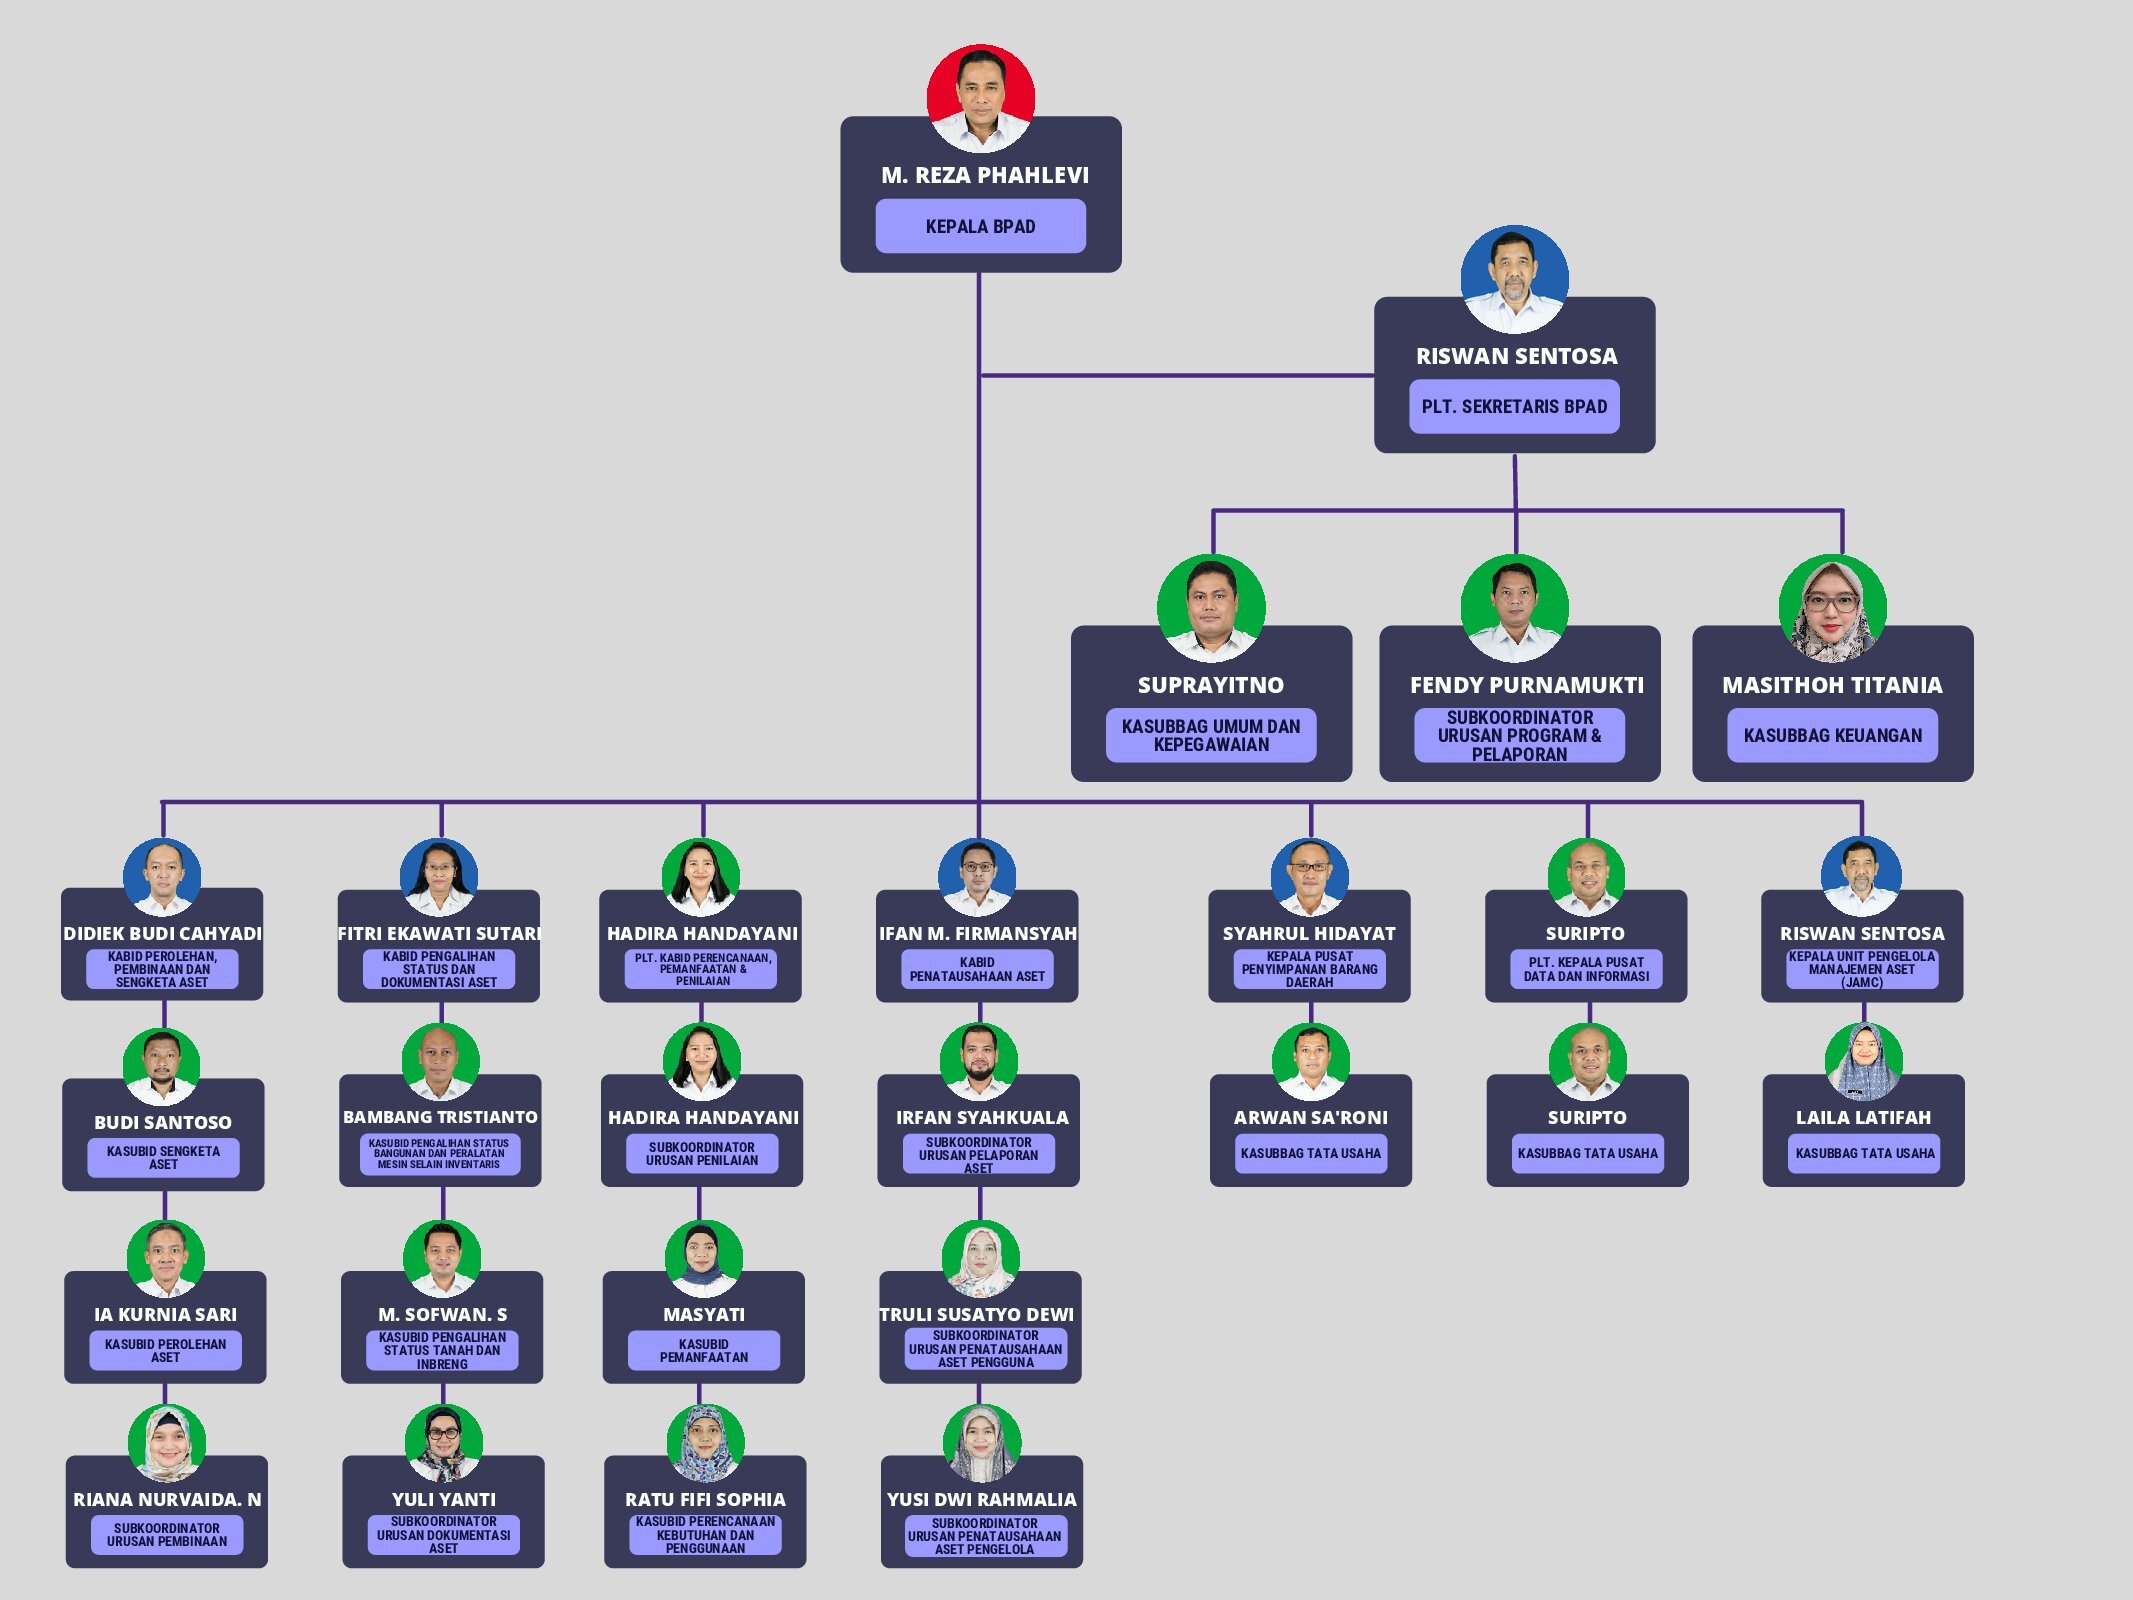 M. REZA PHAHLEVI
KEPALA BPAD
RISWAN SENTOSA
PLT. SEKRETARIS BPAD
SUPRAYITNO
KASUBBAG UMUM DAN
KEPEGAWAIAN
FENDY PURNAMUKTI
SUBKOORDINATOR
URUSAN PROGRAM &
PELAPORAN
MASITHOH TITANIA
KASUBBAG KEUANGAN
DIDIEK BUDI CAHYADI
KABID PEROLEHAN,
PEMBINAAN DAN
SENGKETA ASET
FITRI EKAWATI SUTARI
KABID PENGALIHAN
STATUS DAN
DOKUMENTASI ASET
HADIRA HANDAYANI
PLT. KABID PERENCANAAN,
PEMANFAATAN &
PENILAIAN
IFAN M. FIRMANSYAH
KABID
PENATAUSAHAAN ASET
SYAHRUL HIDAYAT
KEPALA PUSAT
PENYIMPANAN BARANG
DAERAH
SURIPTO
PLT. KEPALA PUSAT
DATA DAN INFORMASI
RISWAN SENTOSA
KEPALA UNIT PENGELOLA
MANAJEMEN ASET
(JAMC)
BUDI SANTOSO
KASUBID SENGKETA
ASET
BAMBANG TRISTIANTO
KASUBID PENGALIHAN STATUS
BANGUNAN DAN PERALATAN
MESIN SELAIN INVENTARIS
HADIRA HANDAYANI
SUBKOORDINATOR
URUSAN PENILAIAN
IRFAN SYAHKUALA
SUBKOORDINATOR
URUSAN PELAPORAN
ASET
ARWAN SA'RONI
KASUBBAG TATA USAHA
SURIPTO
KASUBBAG TATA USAHA
LAILA LATIFAH
KASUBBAG TATA USAHA
IA KURNIA SARI
KASUBID PEROLEHAN
ASET
M. SOFWAN. S
KASUBID PENGALIHAN
STATUS TANAH DAN
INBRENG
MASYATI
KASUBID
PEMANFAATAN
TRULI SUSATYO DEWI
SUBKOORDINATOR
URUSAN PENATAUSAHAAN
ASET PENGGUNA
RIANA NURVAIDA. N
SUBKOORDINATOR
URUSAN PEMBINAAN
YULI YANTI
SUBKOORDINATOR
URUSAN DOKUMENTASI
ASET
RATU FIFI SOPHIA
KASUBID PERENCANAAN
KEBUTUHAN DAN
PENGGUNAAN
YUSI DWI RAHMALIA
SUBKOORDINATOR
URUSAN PENATAUSAHAAN
ASET PENGELOLA